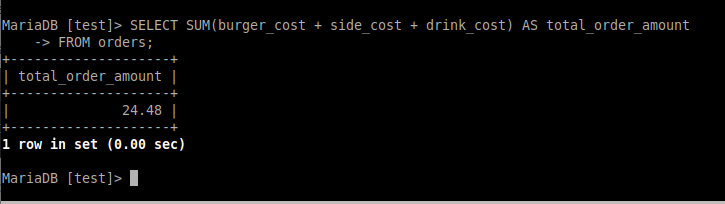 MariaDB [test]> SELECT SUM(burger_cost + side_cost + drink_cost) AS total_order_amount
    -> FROM orders;
+--------------------+
| total_order_amount |
+--------------------+
|              24.48 |
+--------------------+
1 row in set (0.00 sec)
MariaDB [test]>